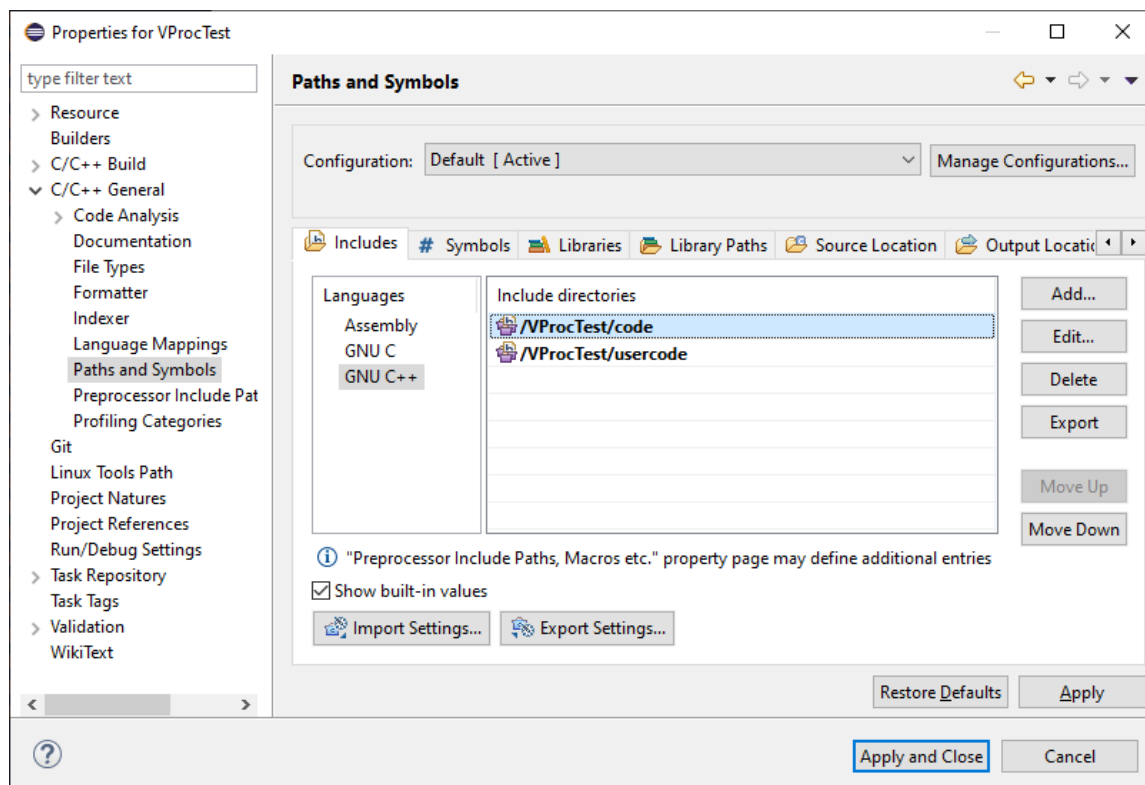 Properties for VProcTest
type filter text
Resource
Builders
C/C++ Build
C/C++ General
Code Analysis
Documentation
File Types
Formatter
Indexer
Language Mappings
Paths and Symbols
Preprocessor Include Pat
Profiling Categories
Git
Linux Tools Path
Project Natures
Project References
Run/Debug Settings
Task Repository
Task Tags
Validation
WikiText
Paths and Symbols
Configuration: Default [ Active ] Manage Configurations...
Includes # Symbols Libraries Library Paths Source Location Output Locatic
Languages
Assembly
GNU C
GNU C++
Include directories
/VProcTest/code
/VProcTest/usercode
Add...
Edit...
Delete
Export
Move Up
Move Down
"Preprocessor Include Paths, Macros etc." property page may define additional entries
Show built-in values
Import Settings... Export Settings...
Restore Defaults Apply
Apply and Close Cancel